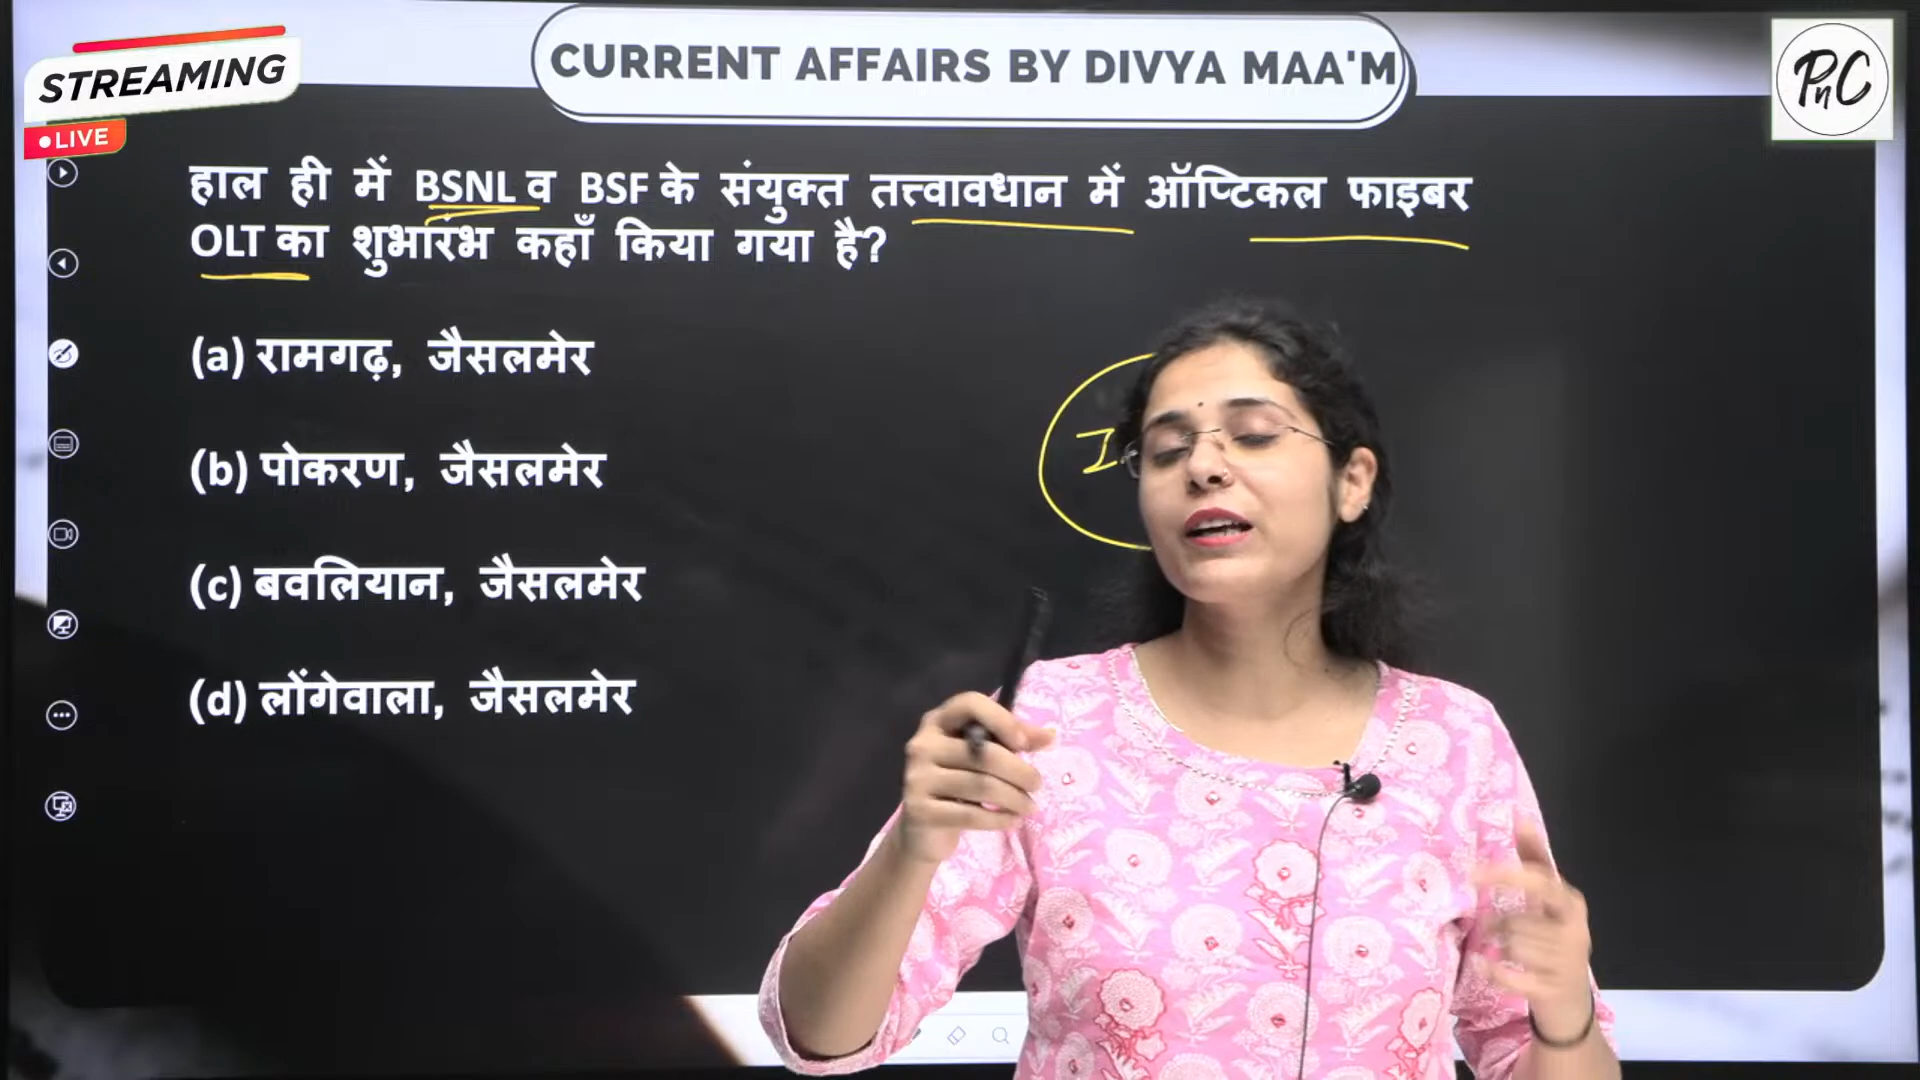 STREAMING
LIVE
CURRENT AFFAIRS BY DIVYA MAA'M
PnC
हाल ही में BSNL व BSF के संयुक्त तत्त्वावधान में ऑप्टिकल फाइबर
OLT का शुभारंभ कहाँ किया गया है?
(a) रामगढ़, जैसलमेर
(b) पोकरण, जैसलमेर
(c) बवलियान, जैसलमेर
(d) लोंगेवाला, जैसलमेर